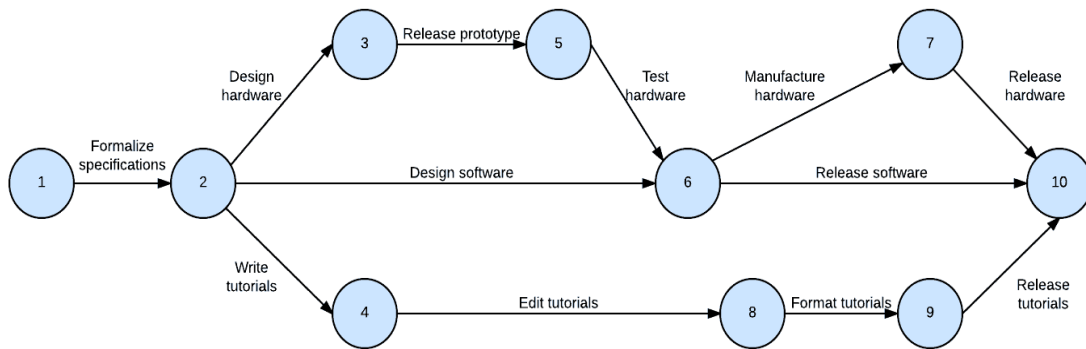 3
Release prototype
5
7
Design
hardware
Test
hardware
Manufacture
hardware
Release
hardware
Formalize
specifications
1
2
Design software
6
Release software
10
Write
tutorials
4
Edit tutorials
8
Format tutorials
9
Release
tutorials